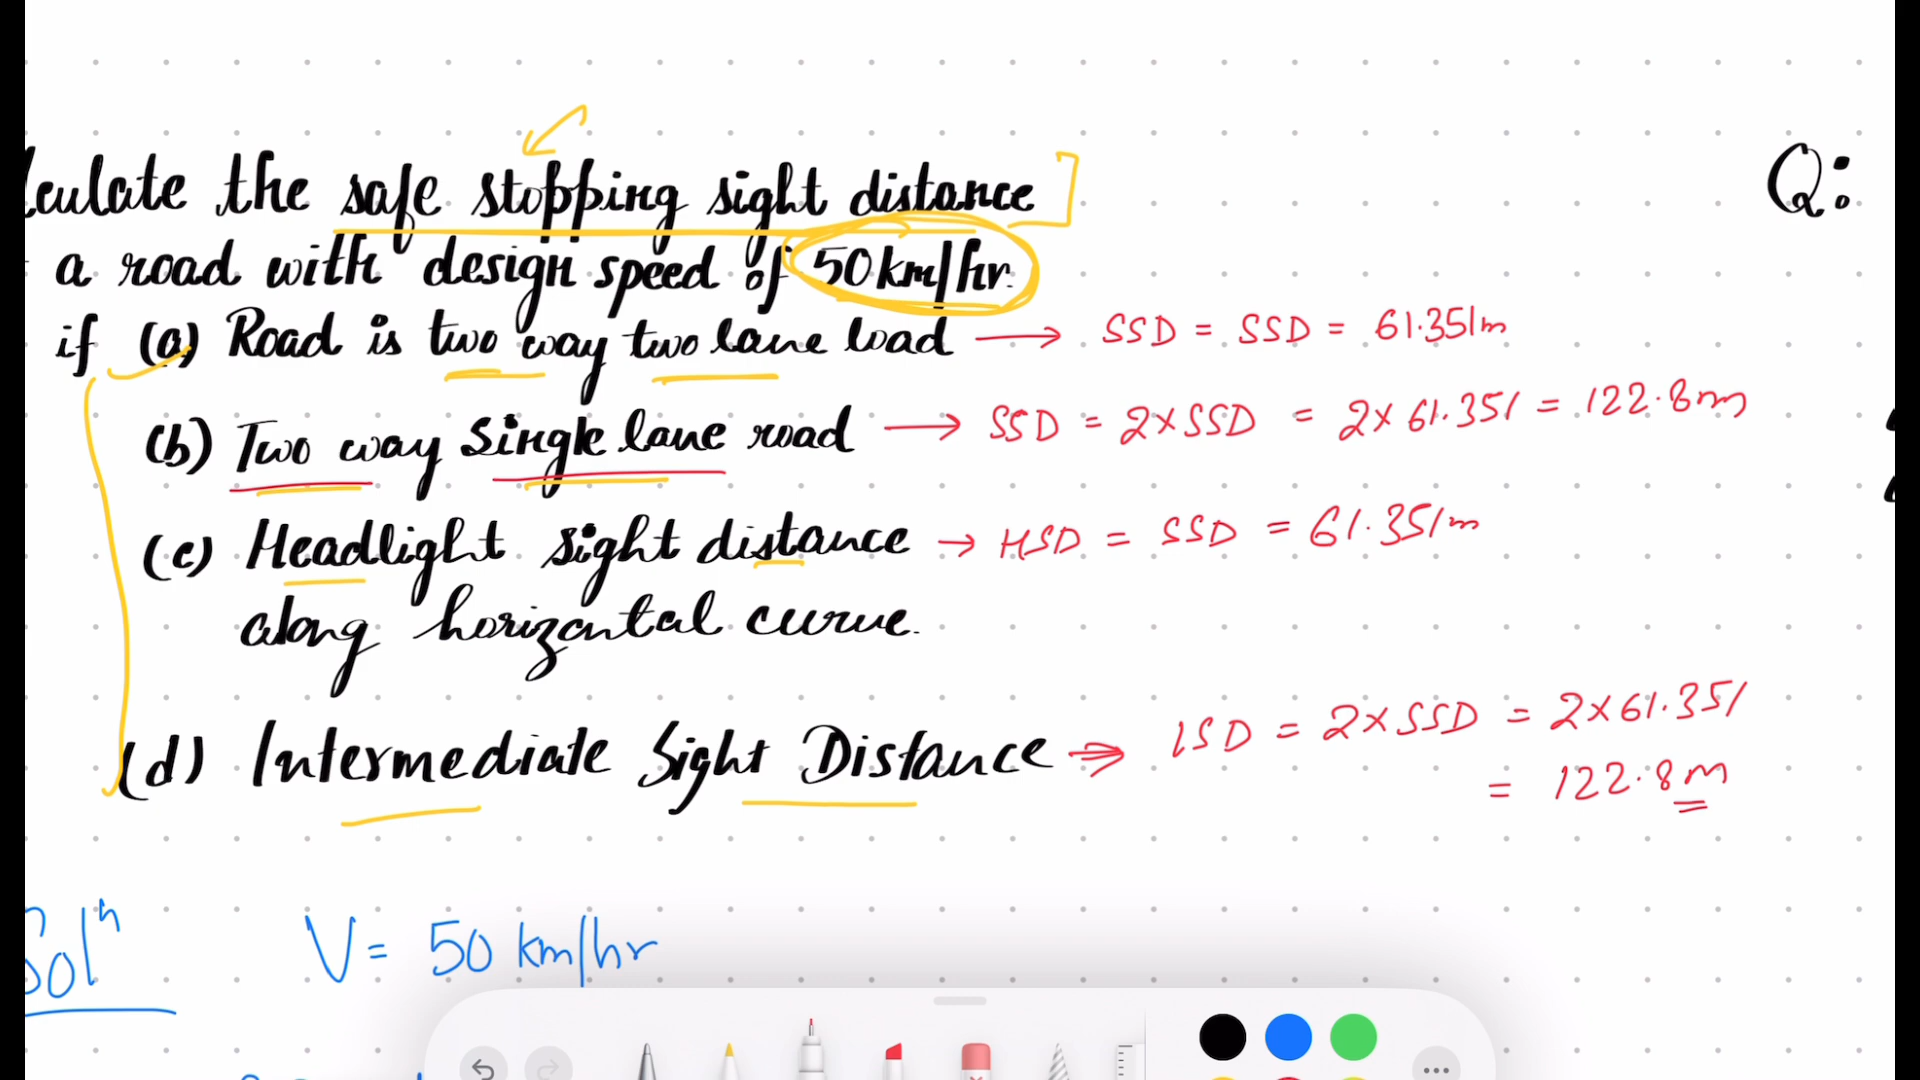 lculate the safe stopping sight distance
Q:
a road with design speed of 50km/hr.
if (a) Road is two way two lane load → SSD = SSD = 61.351m
(b) Two way single lane road → SSD = 2×SSD = 2×61.351 = 122.8m
(c) Headlight sight distance → HSD = SSD = 61.351m
along horizontal curve.
(d) Intermediate Sight Distance ⇒ ISD = 2×SSD = 2×61.351
= 122.8m
Solⁿ V = 50 km/hr